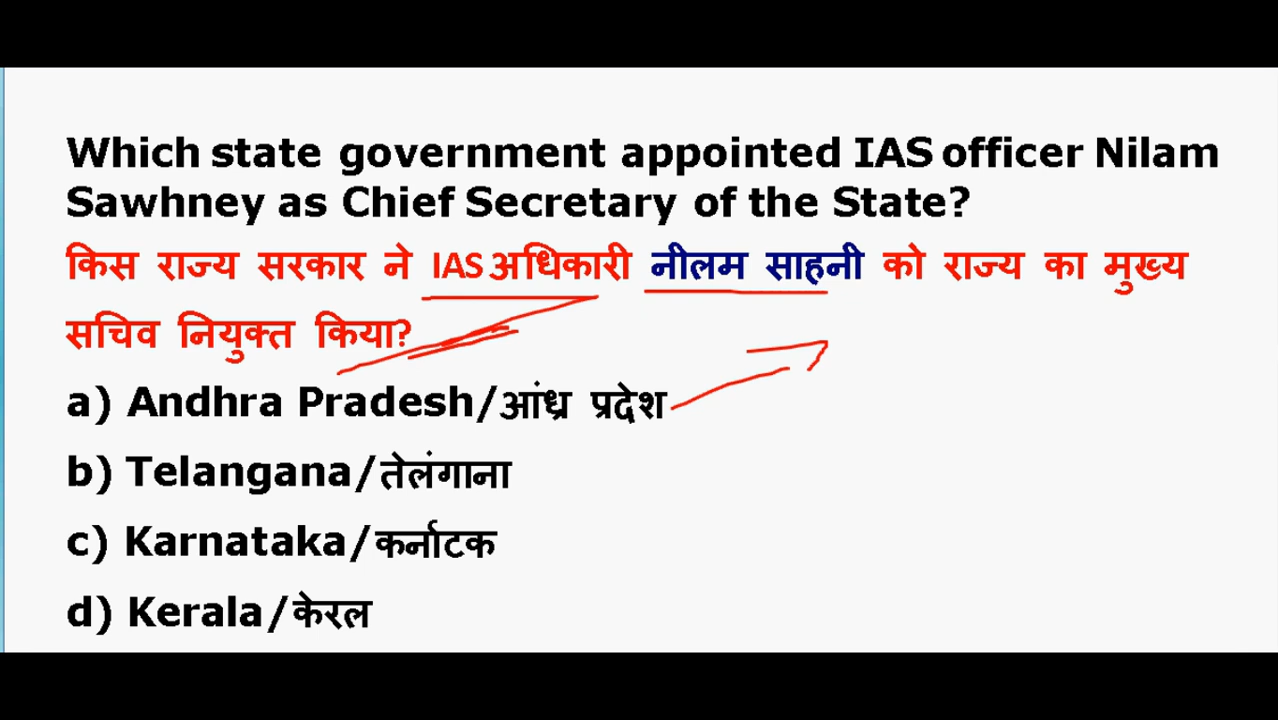 Which state government appointed IAS officer Nilam
Sawhney as Chief Secretary of the State?
किस राज्य सरकार ने IAS अधिकारी नीलम साहनी को राज्य का मुख्य
सचिव नियुक्त किया?
a) Andhra Pradesh/आंध्र प्रदेश
b) Telangana/तेलंगाना
c) Karnataka/कर्नाटक
d) Kerala/केरल